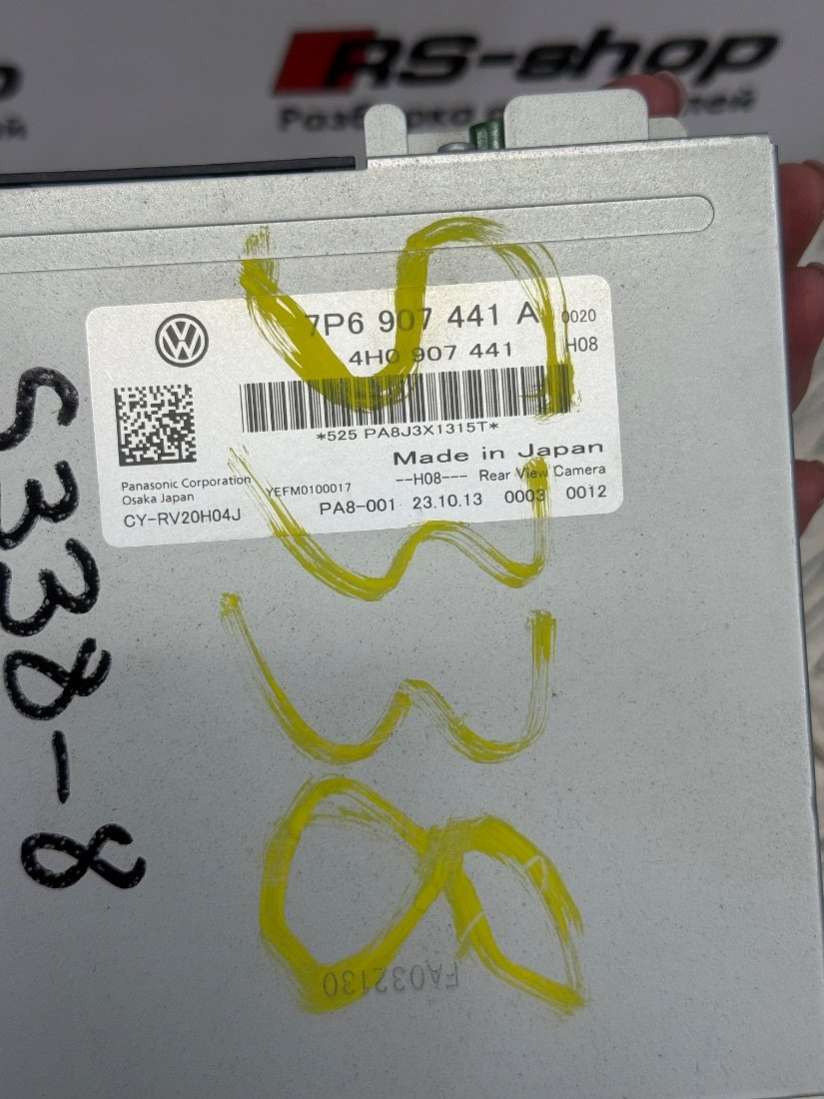 RS-shop
7P6 907 441 A 0020
4H0 907 441 H08
*525 PA8J3X1315T*
Made in Japan
Panasonic Corporation
Osaka Japan
YEFM0100017 --H08--- Rear View Camera
CY-RV20H04J PA8-001 23.10.13 0003 0012
S338-8
S338
FA032130